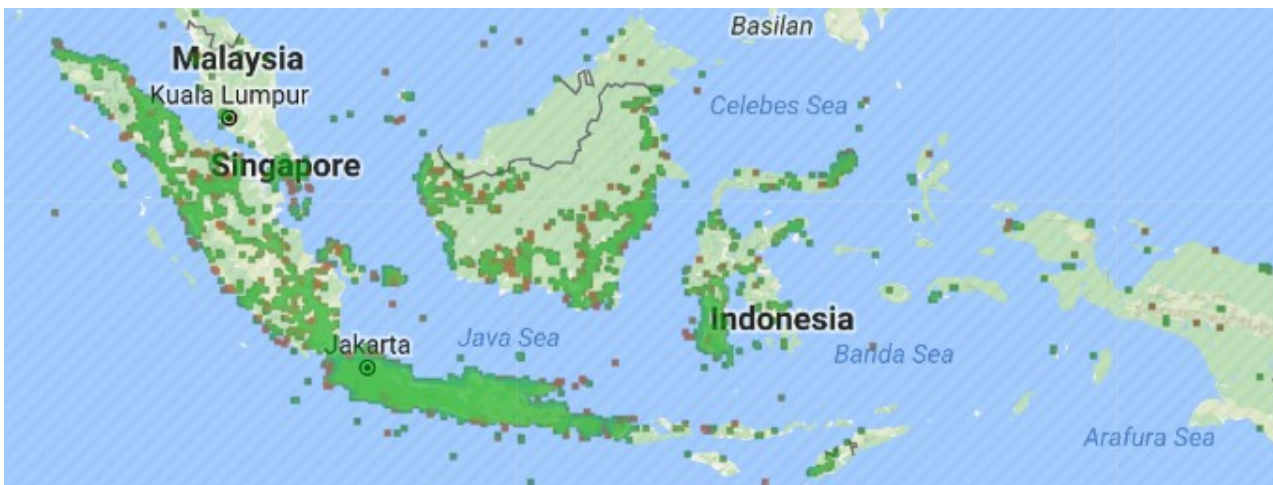 Basilan
Malaysia
Kuala Lumpur
Celebes Sea
Singapore
Indonesia
Java Sea
Jakarta
Banda Sea
Arafura Sea